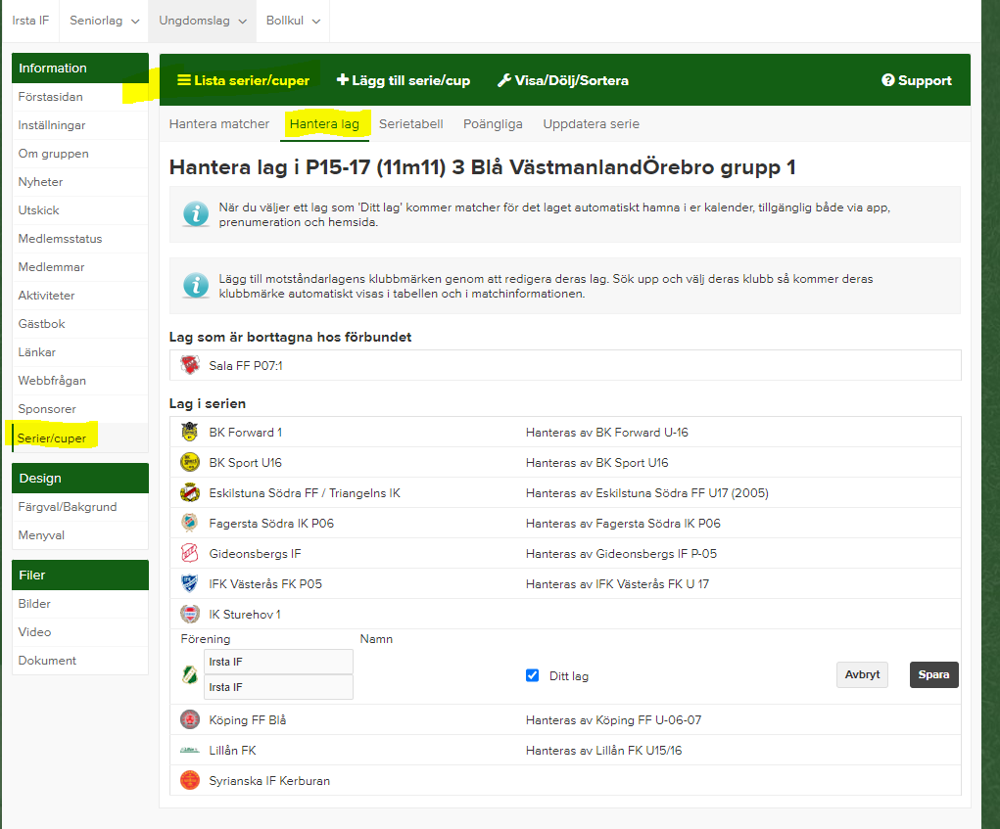 Irsta IF
Seniorlag
Ungdomslag
Bollkul
Information
Förstasidan
Inställningar
Om gruppen
Nyheter
Utskick
Medlemsstatus
Medlemmar
Aktiviteter
Gästbok
Länkar
Webbfrågan
Sponsorer
Serier/cuper
Design
Färgval/Bakgrund
Menyval
Filer
Bilder
Video
Dokument
Lista serier/cuper
Lägg till serie/cup
Visa/Dölj/Sortera
Support
Hantera matcher
Hantera lag
Serietabell
Poängliga
Uppdatera serie
Hantera lag i P15-17 (11m11) 3 Blå VästmanlandÖrebro grupp 1
När du väljer ett lag som 'Ditt lag' kommer matcher för det laget automatiskt hamna i er kalender, tillgänglig både via app,
prenumeration och hemsida.
Lägg till motståndarlagens klubbmärken genom att redigera deras lag. Sök upp och välj deras klubb så kommer deras
klubbmärke automatiskt visas i tabellen och i matchinformationen.
Lag som är borttagna hos förbundet
Sala FF P07:1
Lag i serien
BK Forward 1 Hanteras av BK Forward U-16
BK Sport U16 Hanteras av BK Sport U16
Eskilstuna Södra FF / Triangelns IK Hanteras av Eskilstuna Södra FF U17 (2005)
Fagersta Södra IK P06 Hanteras av Fagersta Södra IK P06
Gideonsbergs IF Hanteras av Gideonsbergs IF P-05
IFK Västerås FK P05 Hanteras av IFK Västerås FK U 17
IK Sturehov 1
Förening Namn
Irsta IF
Irsta IF
Ditt lag
Avbryt
Spara
Köping FF Blå Hanteras av Köping FF U-06-07
Lillån FK Hanteras av Lillån FK U15/16
Syrianska IF Kerburan